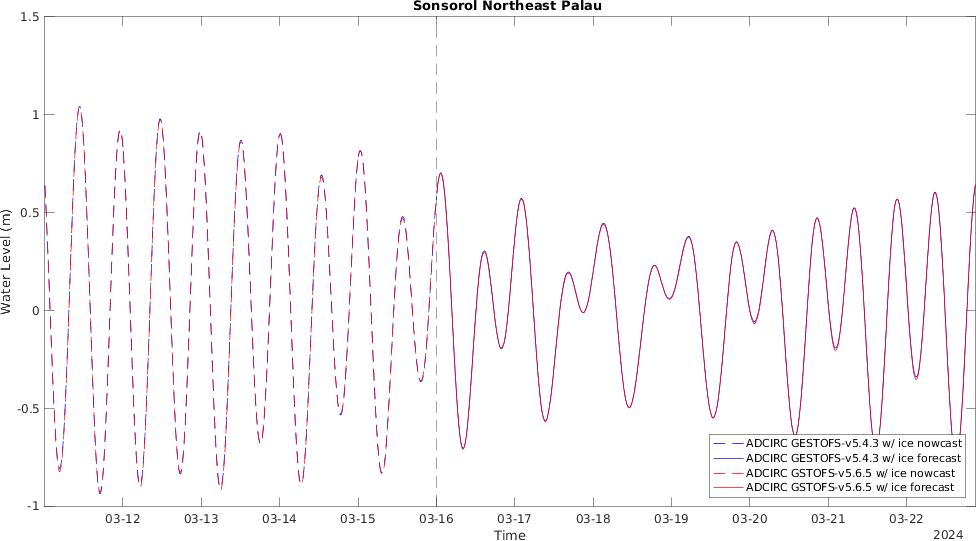 Sonsorol Northeast Palau
1.5
1
0.5
0
-0.5
-1
Water Level (m)
03-12
03-13
03-14
03-15
03-16
03-17
03-18
03-19
03-20
03-21
03-22
Time
2024
ADCIRC GESTOFS-v5.4.3 w/ ice nowcast
ADCIRC GESTOFS-v5.4.3 w/ ice forecast
ADCIRC GSTOFS-v5.6.5 w/ ice nowcast
ADCIRC GSTOFS-v5.6.5 w/ ice forecast